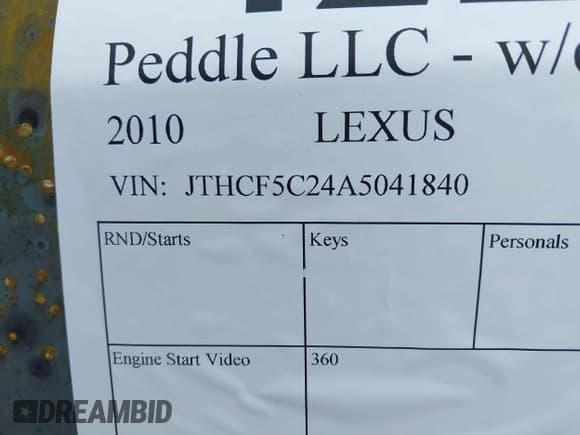 Peddle LLC - w/
2010 LEXUS
VIN: JTHCF5C24A5041840
RND/Starts Keys Personals
Engine Start Video 360
DREAMBID